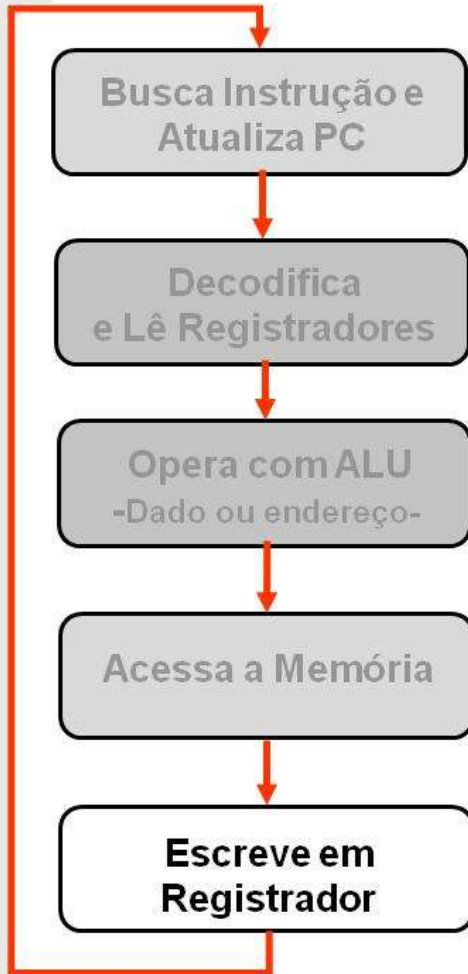 Busca Instrução e
Atualiza PC
Decodifica
e Lê Registradores
Opera com ALU
-Dado ou endereço-
Acessa a Memória
Escreve em
Registrador